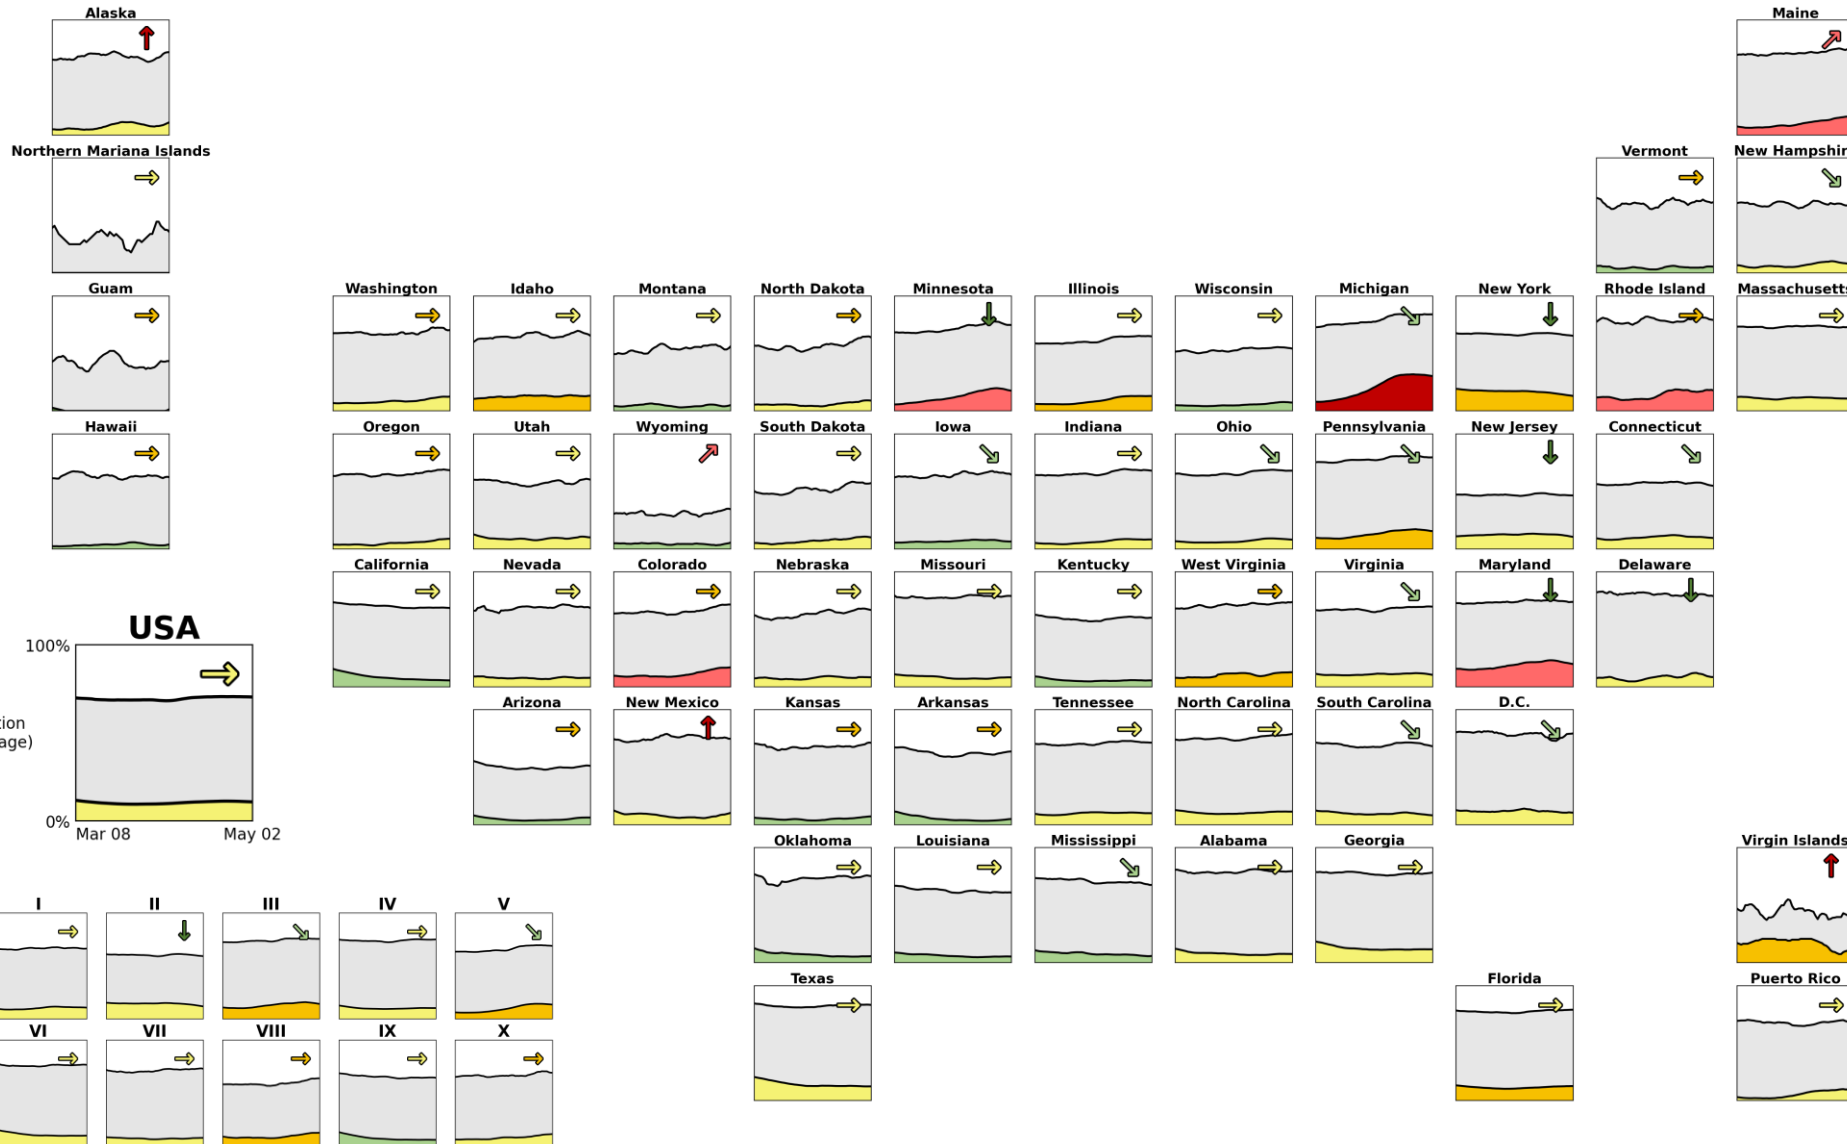 Alaska
Maine
Northern Mariana Islands
Vermont
New Hampshir
Guam
Washington
Idaho
Montana
North Dakota
Minnesota
Illinois
Wisconsin
Michigan
New York
Rhode Island
Massachusetts
Hawaii
Oregon
Utah
Wyoming
South Dakota
Iowa
Indiana
Ohio
Pennsylvania
New Jersey
Connecticut
California
Nevada
Colorado
Nebraska
Missouri
Kentucky
West Virginia
Virginia
Maryland
Delaware
USA
100%
tion
age)
0%
Mar 08
May 02
Arizona
New Mexico
Kansas
Arkansas
Tennessee
North Carolina
South Carolina
D.C.
Oklahoma
Louisiana
Mississippi
Alabama
Georgia
Virgin Islands
I
II
III
IV
V
Texas
Florida
Puerto Rico
VI
VII
VIII
IX
X